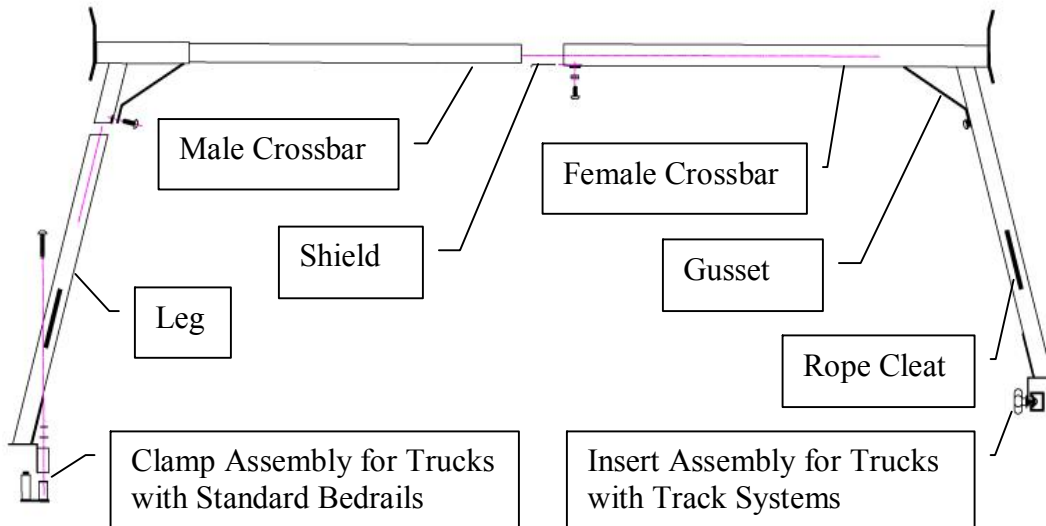 Male Crossbar
Female Crossbar
Shield
Gusset
Leg
Rope Cleat
Clamp Assembly for Trucks
with Standard Bedrails
Insert Assembly for Trucks
with Track Systems